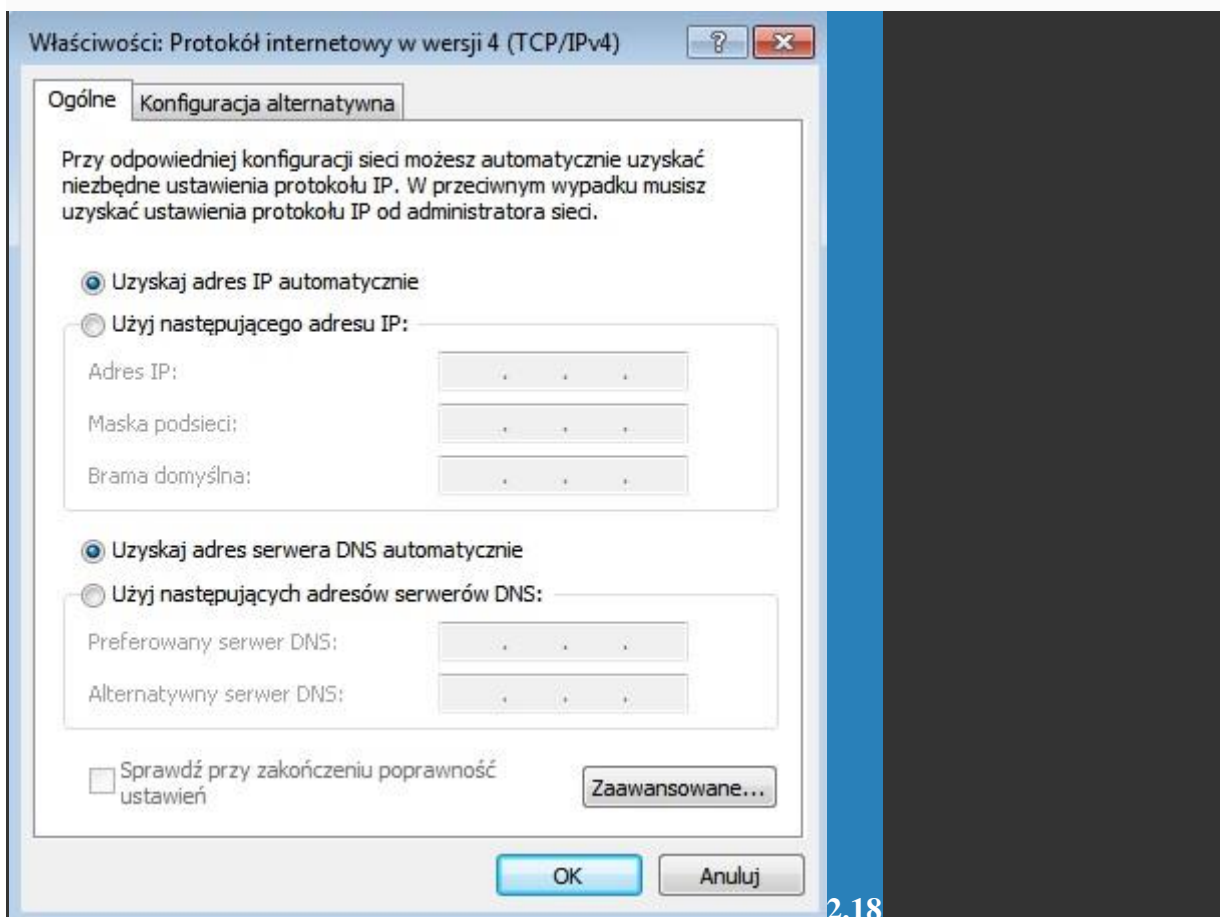 Właściwości: Protokół internetowy w wersji 4 (TCP/IPv4)
Ogólne
Konfiguracja alternatywna
Przy odpowiedniej konfiguracji sieci możesz automatycznie uzyskać
niezbędne ustawienia protokołu IP. W przeciwnym wypadku musisz
uzyskać ustawienia protokołu IP od administratora sieci.
Uzyskaj adres IP automatycznie
Użyj następującego adresu IP:
Adres IP:
Maska podsieci:
Brama domyślna:
Uzyskaj adres serwera DNS automatycznie
Użyj następujących adresów serwerów DNS:
Preferowany serwer DNS:
Alternatywny serwer DNS:
Sprawdź przy zakończeniu poprawność
ustawień
Zaawansowane...
OK
Anuluj
2.18